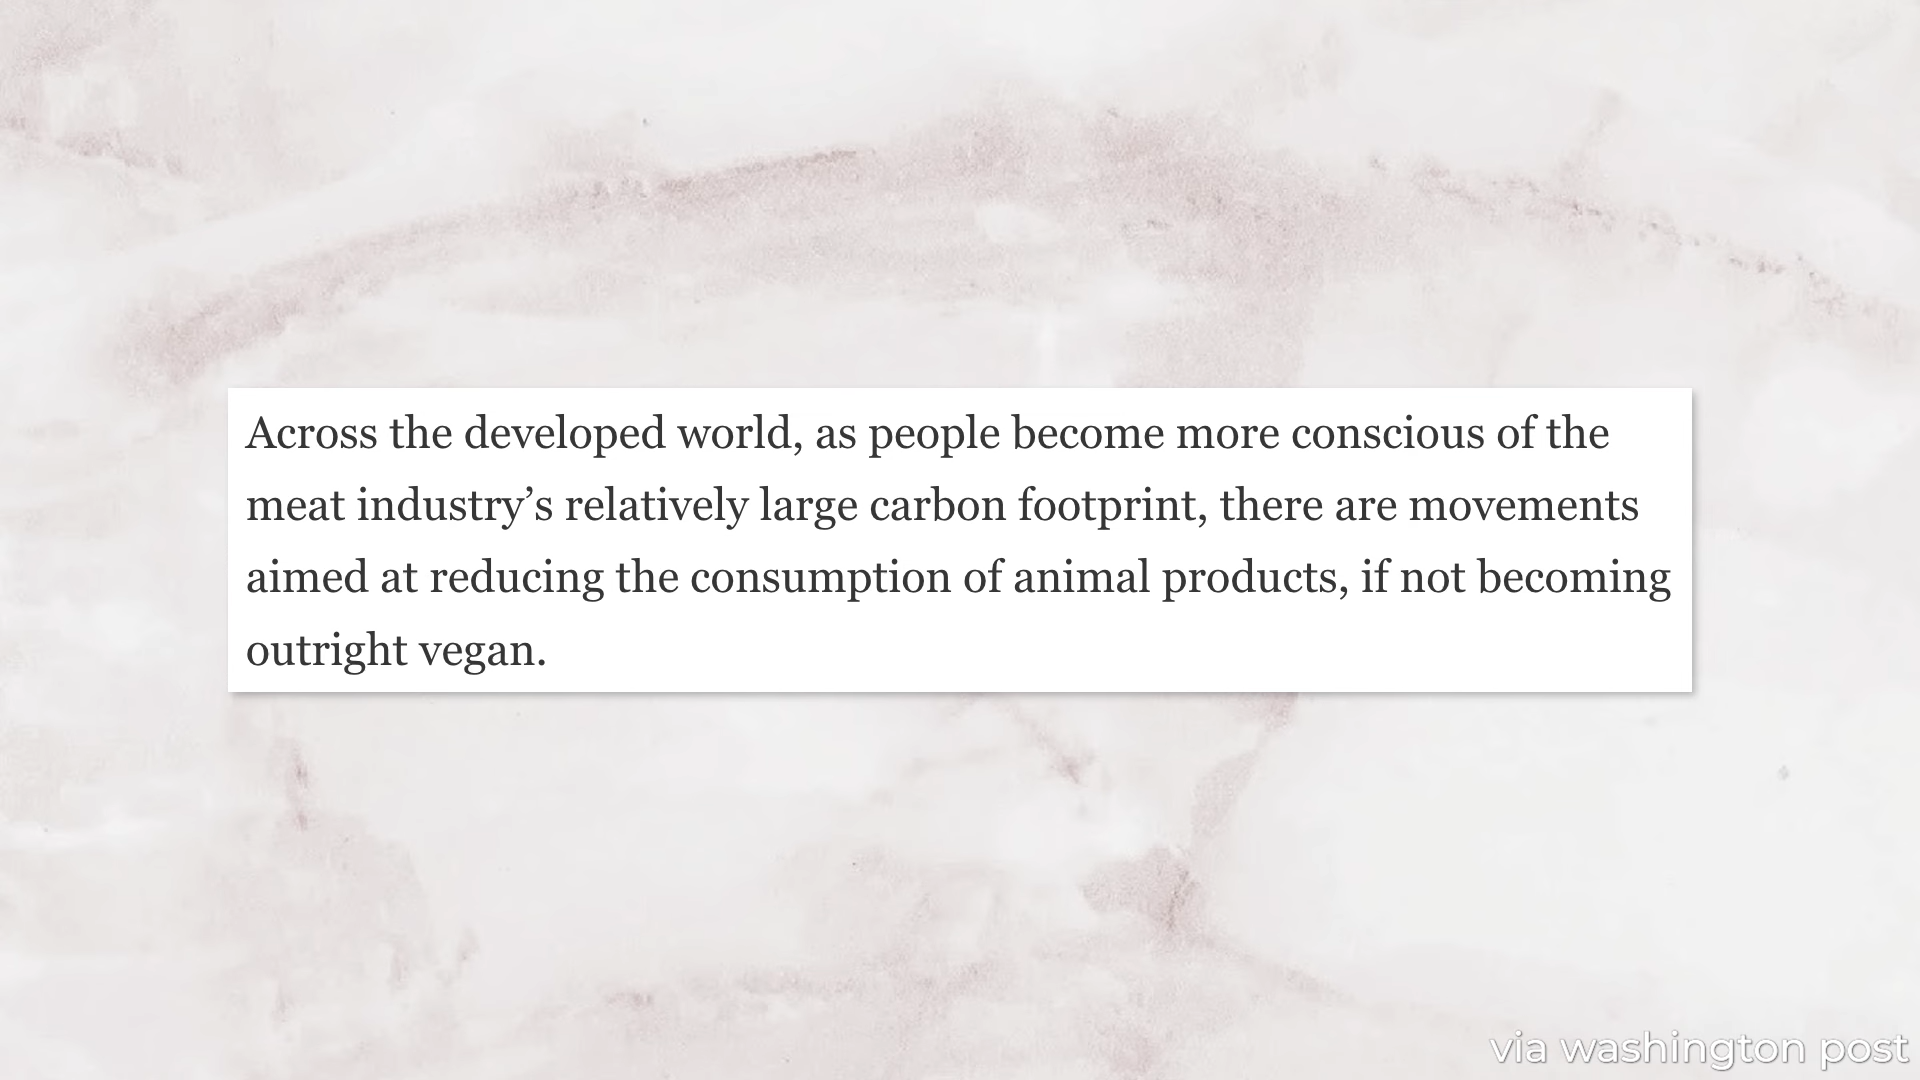 Across the developed world, as people become more conscious of the
meat industry’s relatively large carbon footprint, there are movements
aimed at reducing the consumption of animal products, if not becoming
outright vegan.
via washington post